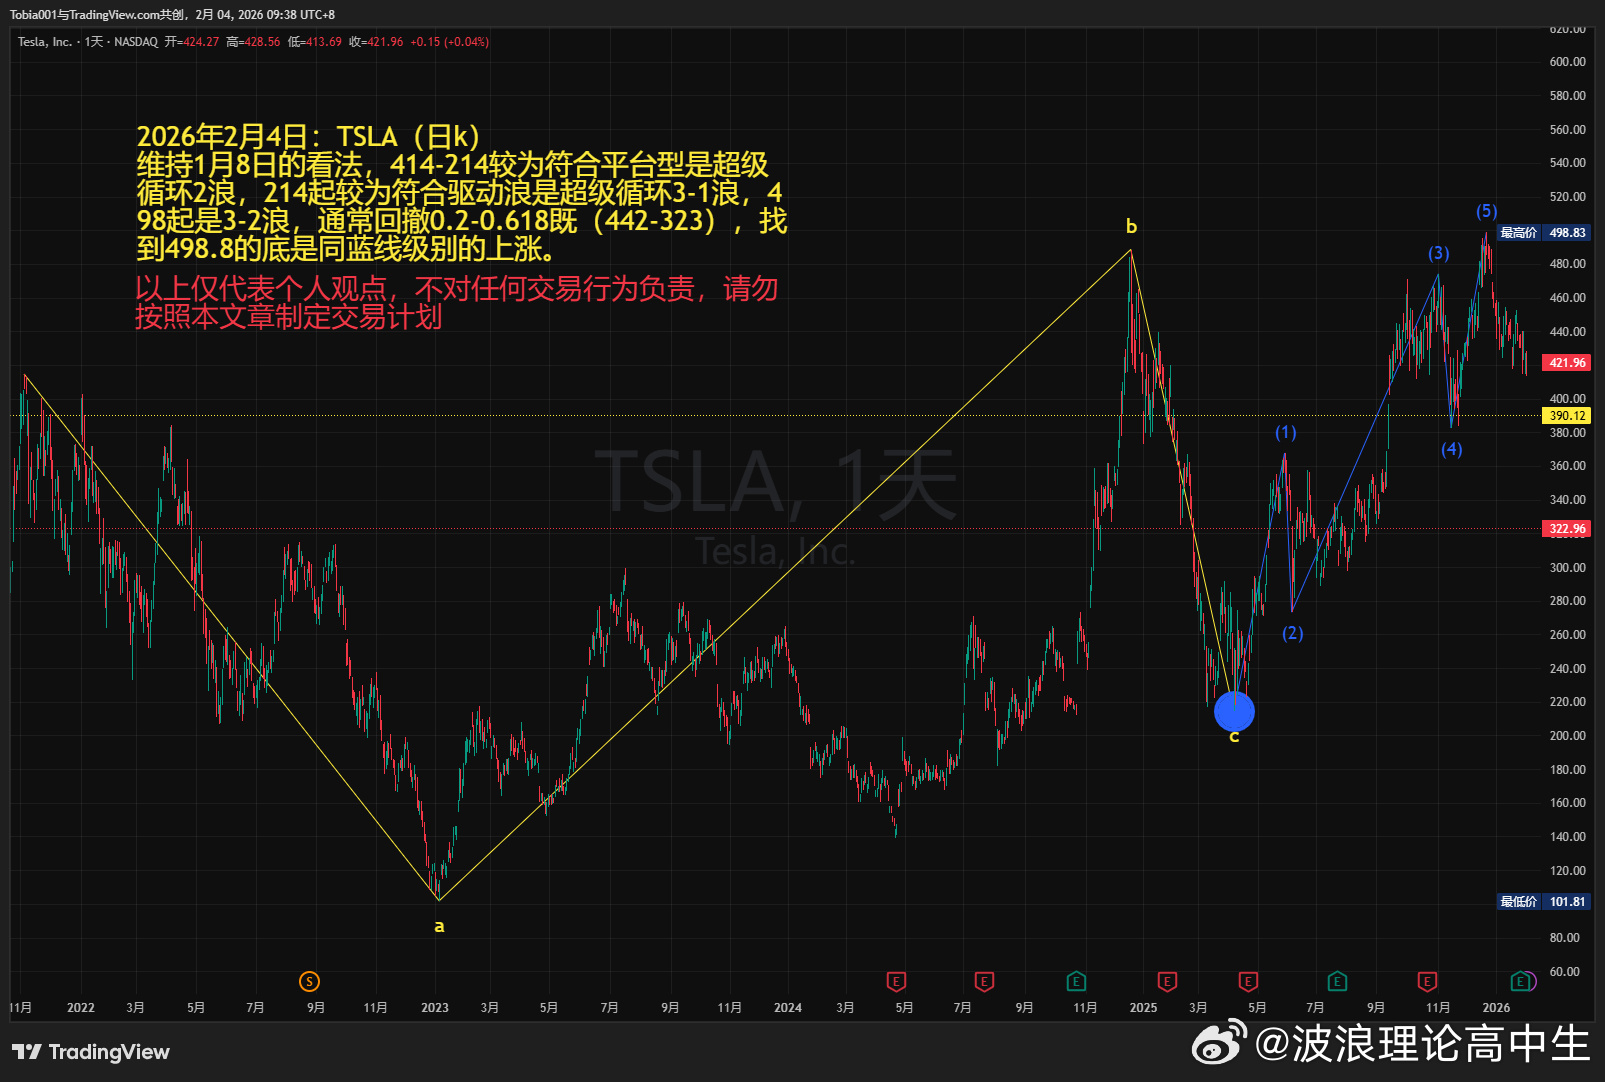 Tobia001与TradingView.com共创，2月 04, 2026 09:38 UTC+8
Tesla, Inc. · 1天 · NASDAQ 开=424.27 高=428.56 低=413.69 收=421.96 +0.15 (+0.04%)
2026年2月4日：TSLA（日k）
维持1月8日的看法，414-214较为符合平台型是超级
循环2浪，214起较为符合驱动浪是超级循环3-1浪，4
98起是3-2浪，通常回撤0.2-0.618既（442-323），找
到498.8的底是同蓝线级别的上涨。
以上仅代表个人观点，不对任何交易行为负责，请勿
按照本文章制定交易计划
TSLA, 1天
Tesla, Inc.
a
b
c
(1)
(2)
(3)
(4)
(5)
620.00
600.00
580.00
560.00
540.00
520.00
最高价 498.83
480.00
460.00
440.00
421.96
400.00
390.12
380.00
360.00
340.00
322.96
300.00
280.00
260.00
240.00
220.00
200.00
180.00
160.00
140.00
120.00
最低价 101.81
80.00
60.00
S
E E E E E E E E
11月 2022 3月 5月 7月 9月 11月 2023 3月 5月 7月 9月 11月 2024 3月 5月 7月 9月 11月 2025 3月 5月 7月 9月 11月 2026
TradingView
@波浪理论高中生